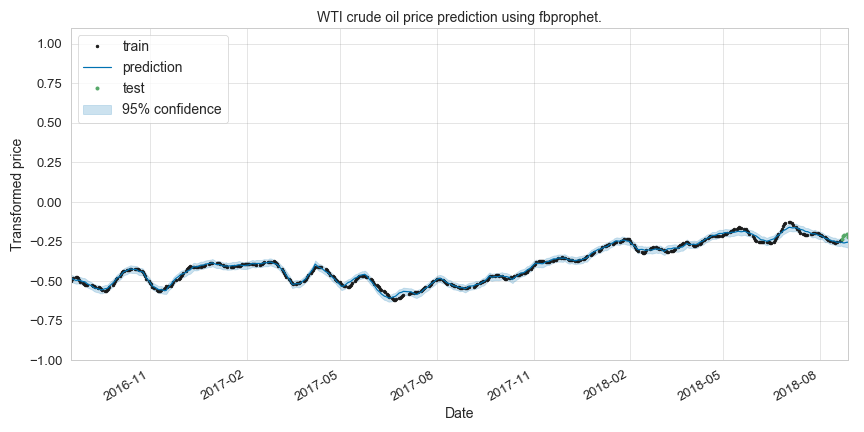 WTI crude oil price prediction using fbprophet.
1.00
0.75
0.50
0.25
0.00
−0.25
−0.50
−0.75
−1.00
Transformed price
train
prediction
test
95% confidence
2016-11
2017-02
2017-05
2017-08
2017-11
2018-02
2018-05
2018-08
Date